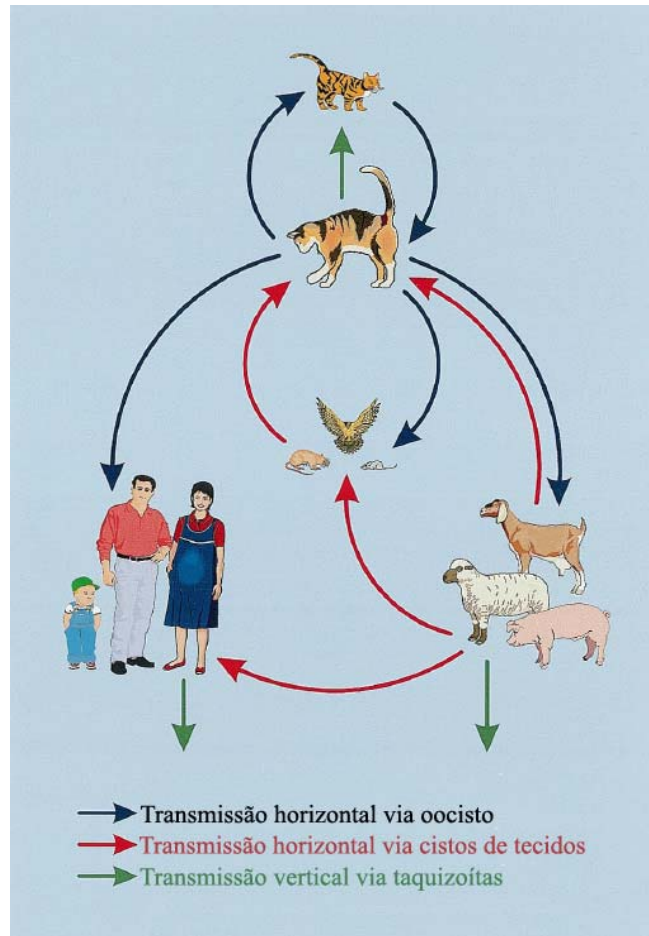 Transmissão horizontal via oocisto
Transmissão horizontal via cistos de tecidos
Transmissão vertical via taquizoítas